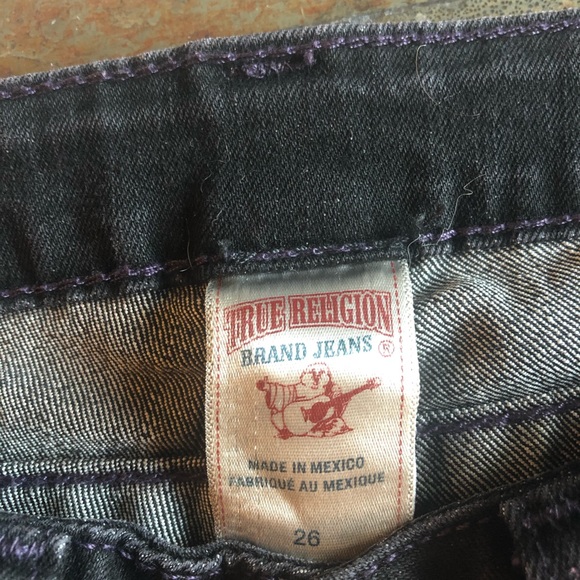 TRUE RELIGION
BRAND JEANS ®
MADE IN MEXICO
FABRIQUÉ AU MEXIQUE
26